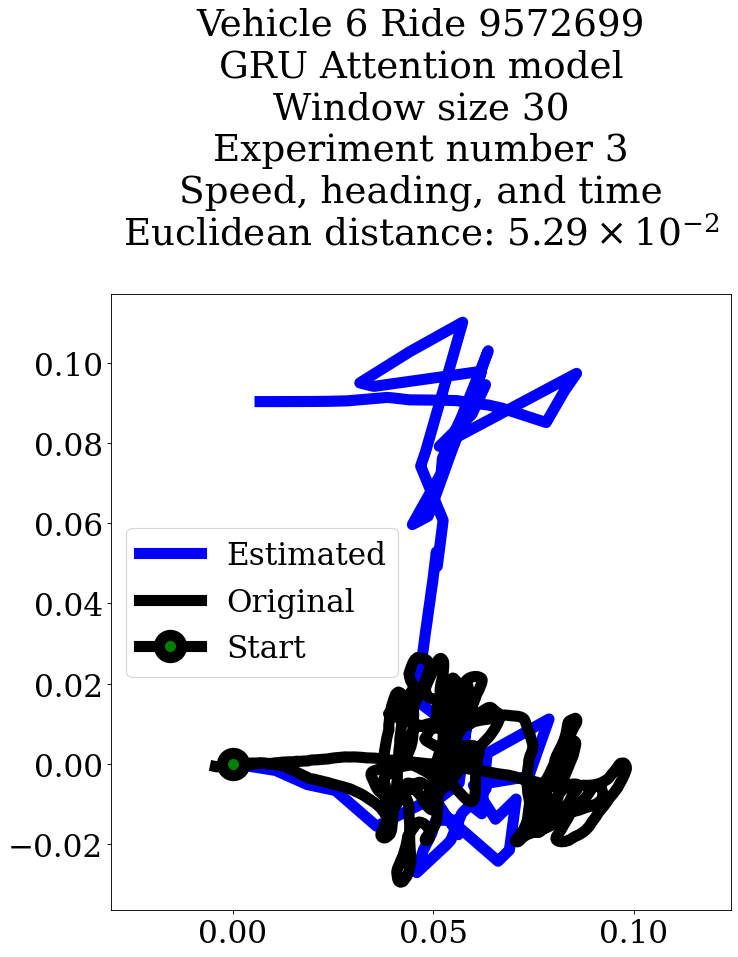 Vehicle 6 Ride 9572699
GRU Attention model
Window size 30
Experiment number 3
Speed, heading, and time
Euclidean distance: 5.29 × 10⁻²
0.10
0.08
0.06
0.04
0.02
0.00
−0.02
Estimated
Original
Start
0.00 0.05 0.10